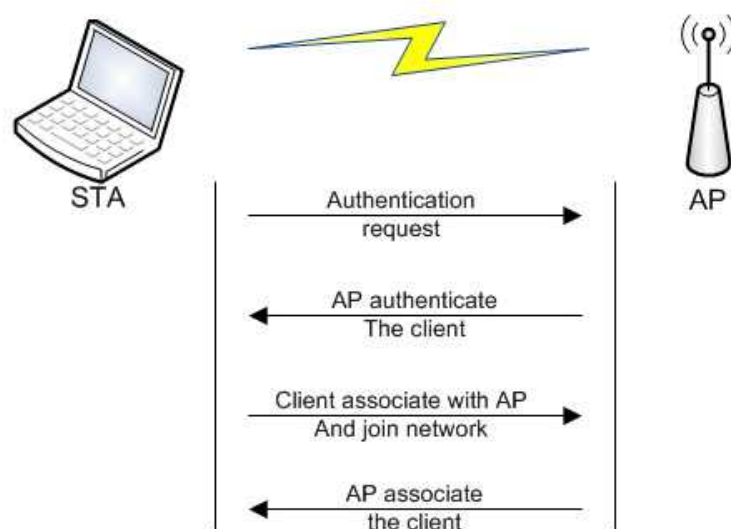 STA
AP
Authentication
request
AP authenticate
The client
Client associate with AP
And join network
AP associate
the client